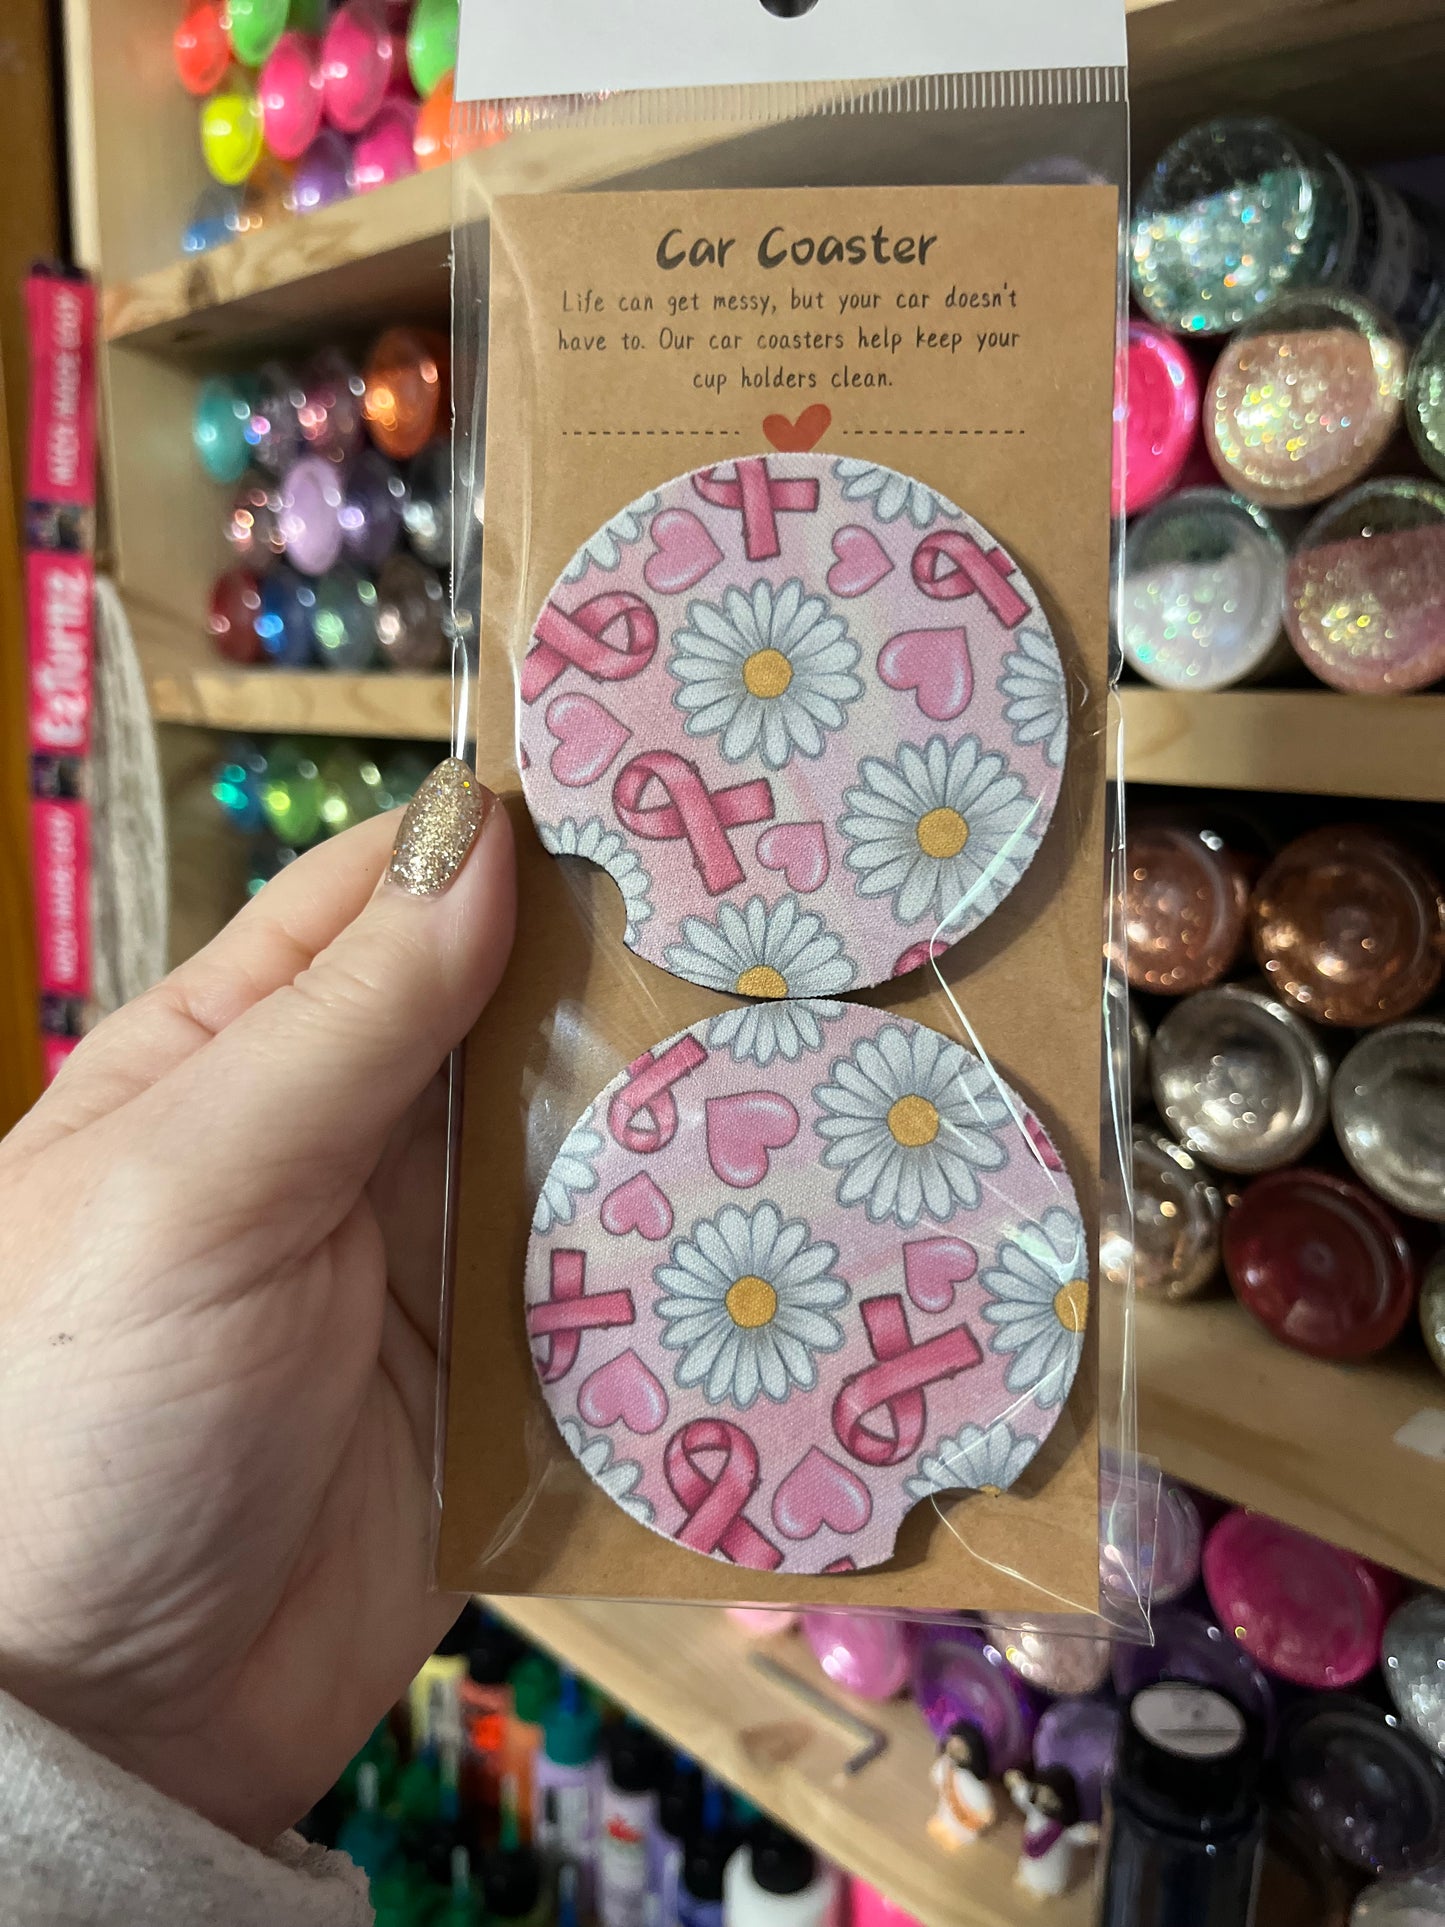 Car Coaster
Life can get messy, but your car doesn't
have to. Our car coasters help keep your
cup holders clean.